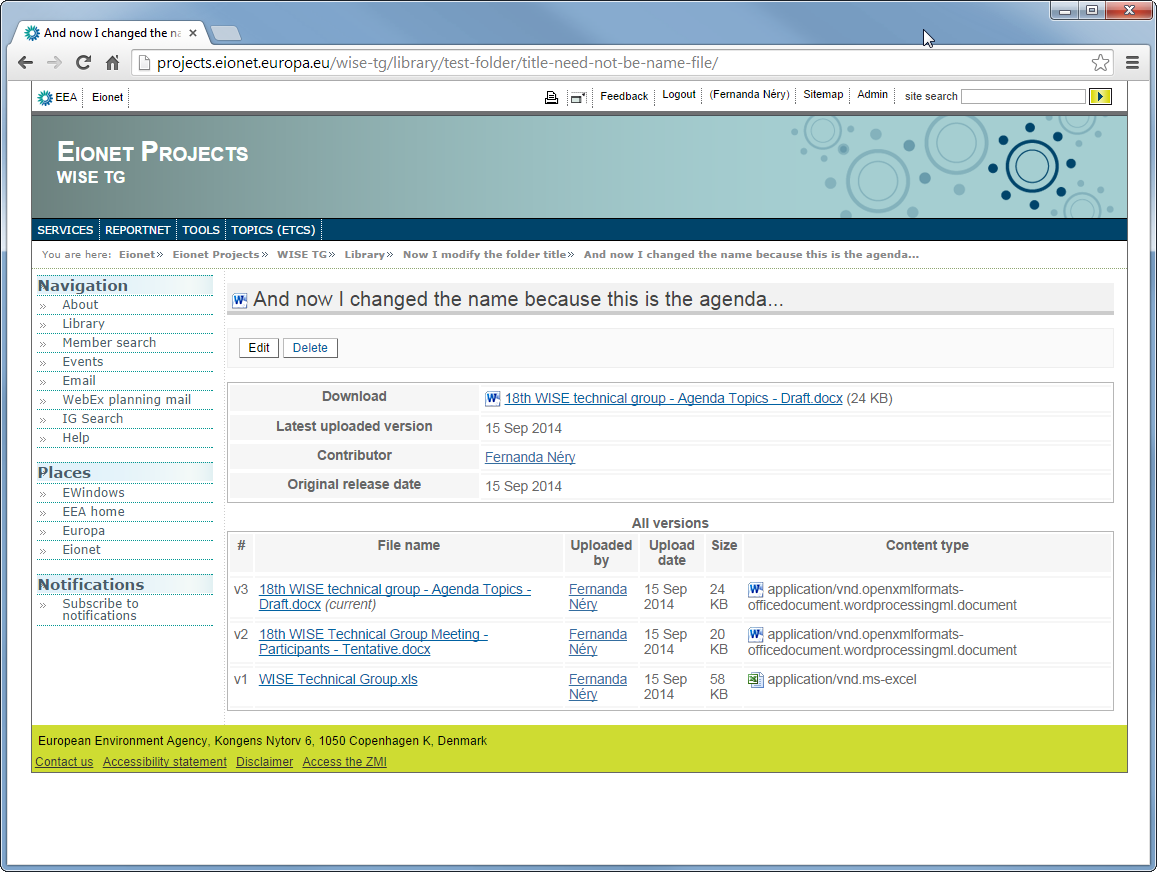 And now I changed the na
projects.eionet.europa.eu/wise-tg/library/test-folder/title-need-not-be-name-file/
EEA Eionet Feedback Logout (Fernanda Néry) Sitemap Admin site search
Eionet Projects
WISE TG
SERVICES REPORTNET TOOLS TOPICS (ETCS)
You are here: Eionet» Eionet Projects» WISE TG» Library» Now I modify the folder title» And now I changed the name because this is the agenda...
Navigation
» About
» Library
» Member search
» Events
» Email
» WebEx planning mail
» IG Search
» Help
Places
» EWindows
» EEA home
» Europa
» Eionet
Notifications
» Subscribe to
notifications
And now I changed the name because this is the agenda...
Edit Delete
Download 18th WISE technical group - Agenda Topics - Draft.docx (24 KB)
Latest uploaded version 15 Sep 2014
Contributor Fernanda Néry
Original release date 15 Sep 2014
All versions
# File name Uploaded by Upload date Size Content type
v3 18th WISE technical group - Agenda Topics - Draft.docx (current) Fernanda Néry 15 Sep 2014 24 KB application/vnd.openxmlformats-officedocument.wordprocessingml.document
v2 18th WISE Technical Group Meeting - Participants - Tentative.docx Fernanda Néry 15 Sep 2014 20 KB application/vnd.openxmlformats-officedocument.wordprocessingml.document
v1 WISE Technical Group.xls Fernanda Néry 15 Sep 2014 58 KB application/vnd.ms-excel
European Environment Agency, Kongens Nytorv 6, 1050 Copenhagen K, Denmark
Contact us Accessibility statement Disclaimer Access the ZMI